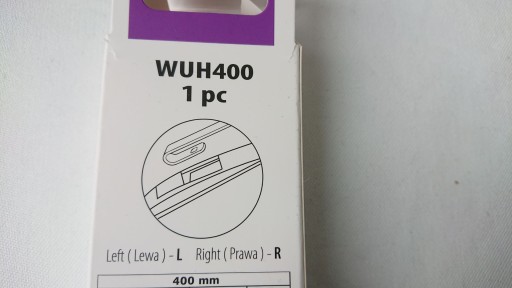 WUH400
1 pc
Left ( Lewa ) - L Right ( Prawa ) - R
400 mm